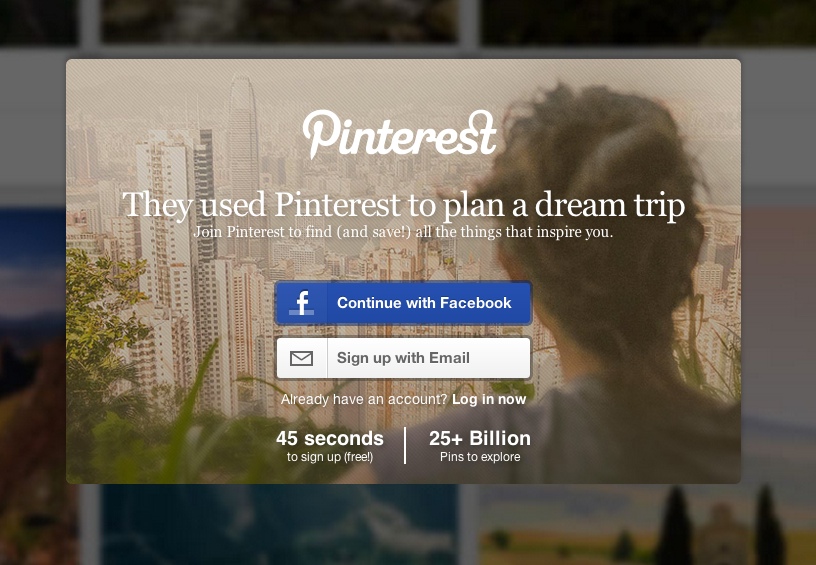 Pinterest
They used Pinterest to plan a dream trip
Join Pinterest to find (and save!) all the things that inspire you.
f Continue with Facebook
Sign up with Email
Already have an account? Log in now
45 seconds
to sign up (free!)
25+ Billion
Pins to explore